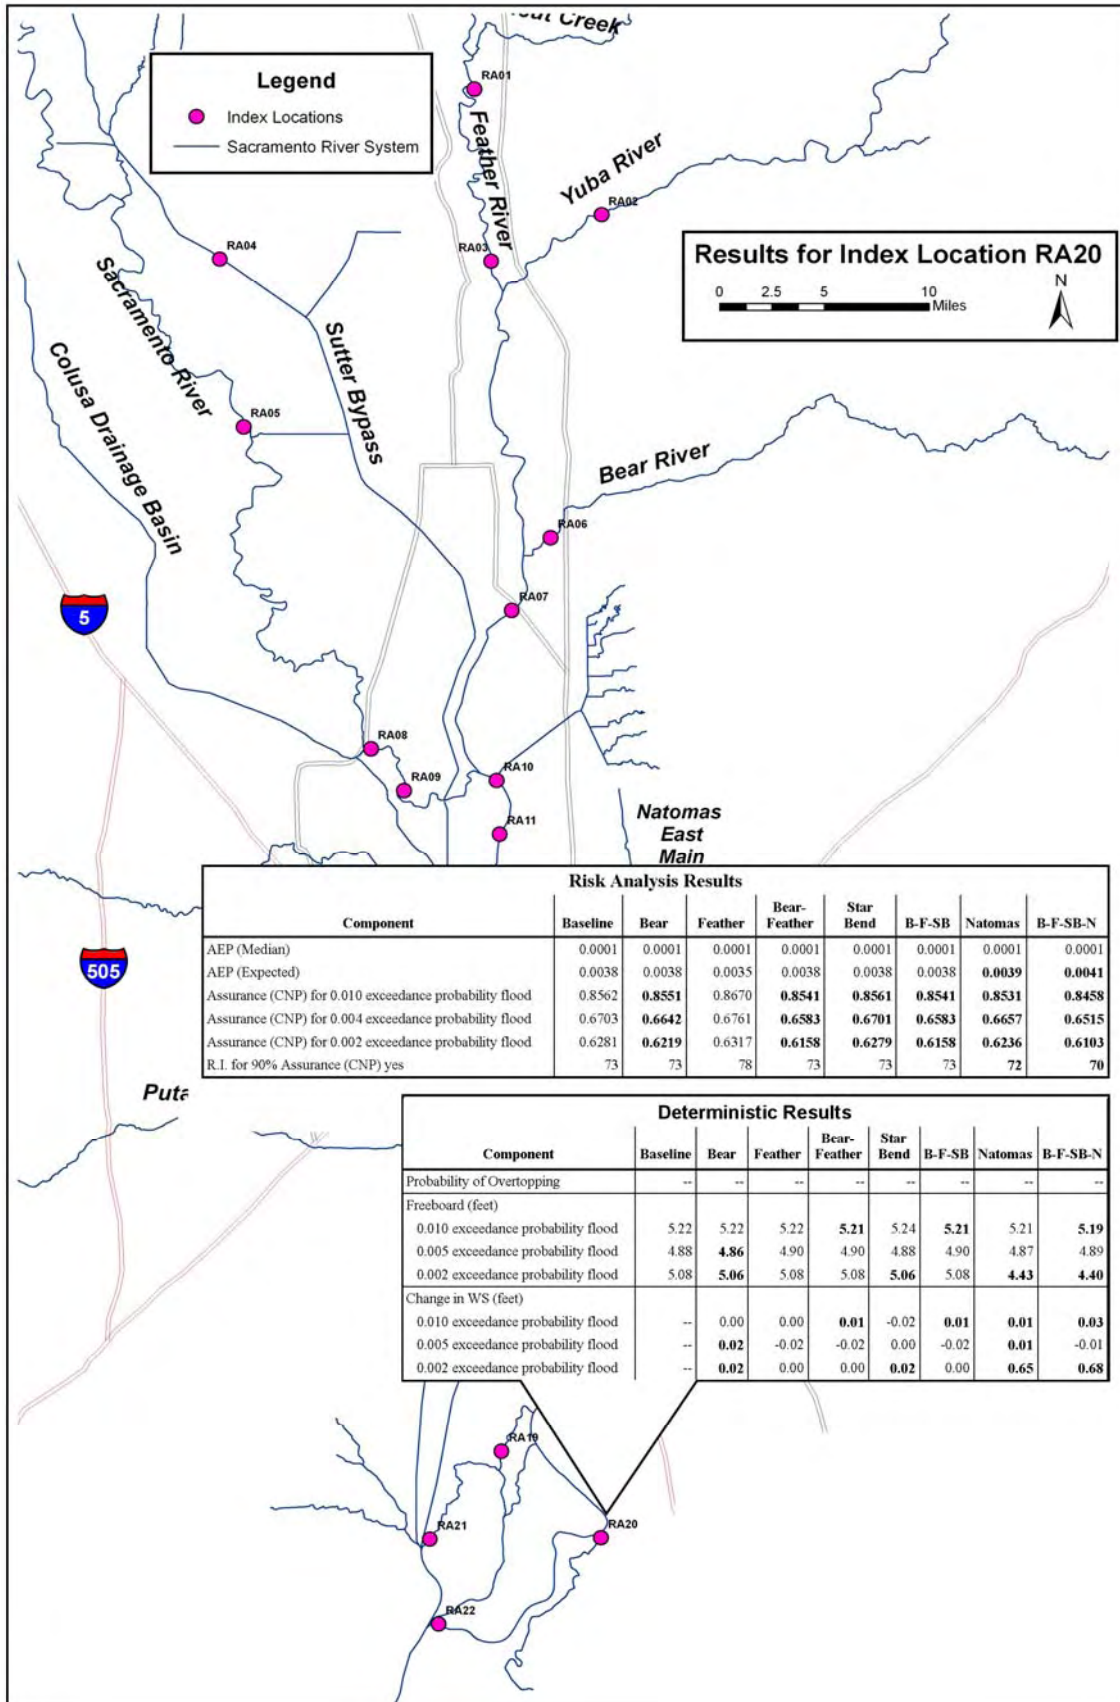 Creek
Legend
Index Locations
Sacramento River System
RA01
Feather River
Yuba River
RA02
RA03
RA04
Results for Index Location RA20
0 2.5 5 10
Miles
N
Sacramento River
Sutter Bypass
Colusa Drainage Basin
RA05
Bear River
RA06
RA07
5
RA08
RA09
RA10
RA11
Natomas
East
Main
505
Risk Analysis Results
Component Baseline Bear Feather Bear-Feather Star Bend B-F-SB Natomas B-F-SB-N
AEP (Median) 0.0001 0.0001 0.0001 0.0001 0.0001 0.0001 0.0001 0.0001
AEP (Expected) 0.0038 0.0038 0.0035 0.0038 0.0038 0.0038 0.0039 0.0041
Assurance (CNP) for 0.010 exceedance probability flood 0.8562 0.8551 0.8670 0.8541 0.8561 0.8541 0.8531 0.8458
Assurance (CNP) for 0.004 exceedance probability flood 0.6703 0.6642 0.6761 0.6583 0.6701 0.6583 0.6657 0.6515
Assurance (CNP) for 0.002 exceedance probability flood 0.6281 0.6219 0.6317 0.6158 0.6279 0.6158 0.6236 0.6103
R.I. for 90% Assurance (CNP) yes 73 73 78 73 73 73 72 70
Puta
Deterministic Results
Component Baseline Bear Feather Bear-Feather Star Bend B-F-SB Natomas B-F-SB-N
Probability of Overtopping -- -- -- -- -- -- -- --
Freeboard (feet)
0.010 exceedance probability flood 5.22 5.22 5.22 5.21 5.24 5.21 5.21 5.19
0.005 exceedance probability flood 4.88 4.86 4.90 4.90 4.88 4.90 4.87 4.89
0.002 exceedance probability flood 5.08 5.06 5.08 5.08 5.06 5.08 4.43 4.40
Change in WS (feet)
0.010 exceedance probability flood -- 0.00 0.00 0.01 -0.02 0.01 0.01 0.03
0.005 exceedance probability flood -- 0.02 -0.02 -0.02 0.00 -0.02 0.01 -0.01
0.002 exceedance probability flood -- 0.02 0.00 0.00 0.02 0.00 0.65 0.68
RA19
RA20
RA21
RA22